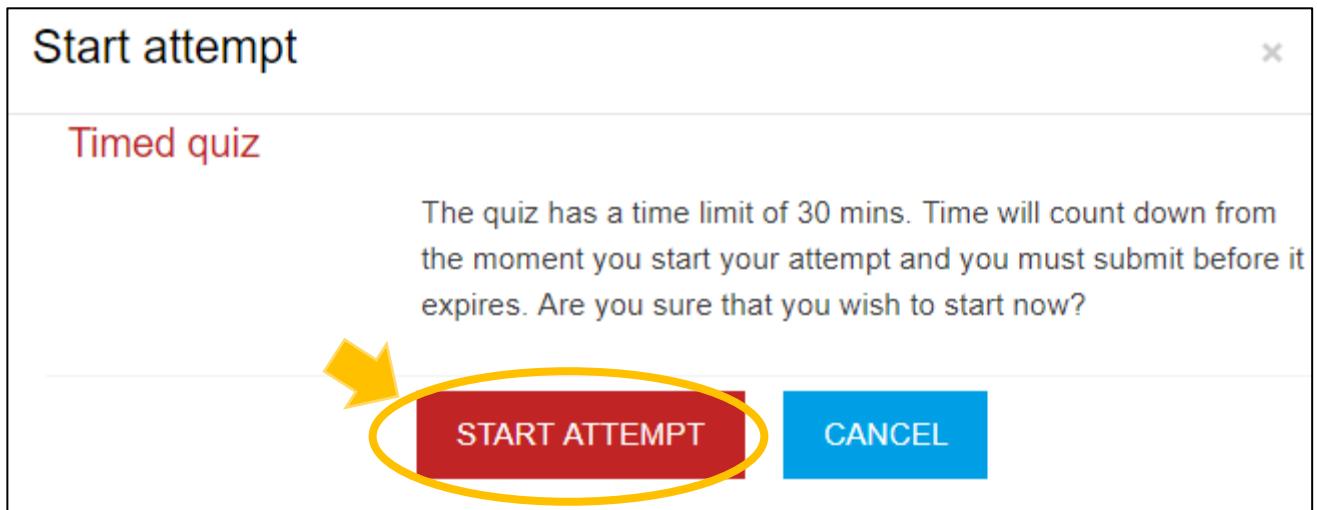 Start attempt ×
Timed quiz
The quiz has a time limit of 30 mins. Time will count down from
the moment you start your attempt and you must submit before it
expires. Are you sure that you wish to start now?
START ATTEMPT CANCEL